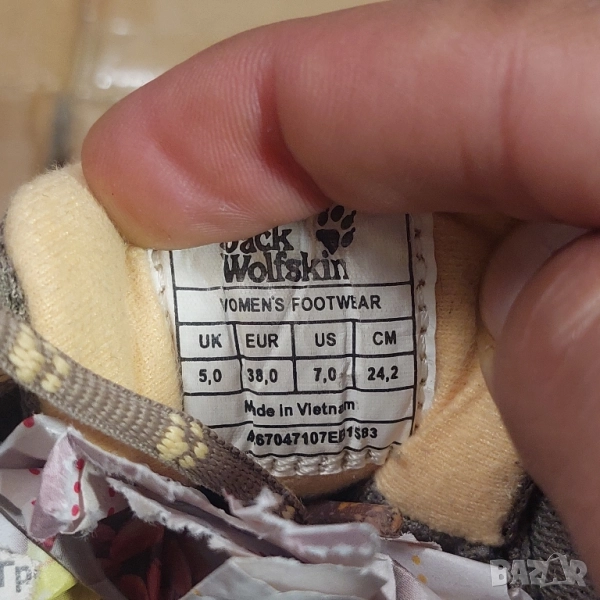 Jack
Wolfskin
WOMEN'S FOOTWEAR
UK EUR US CM
5,0 38,0 7,0 24,2
Made in Vietnam
Гр
BAZAR